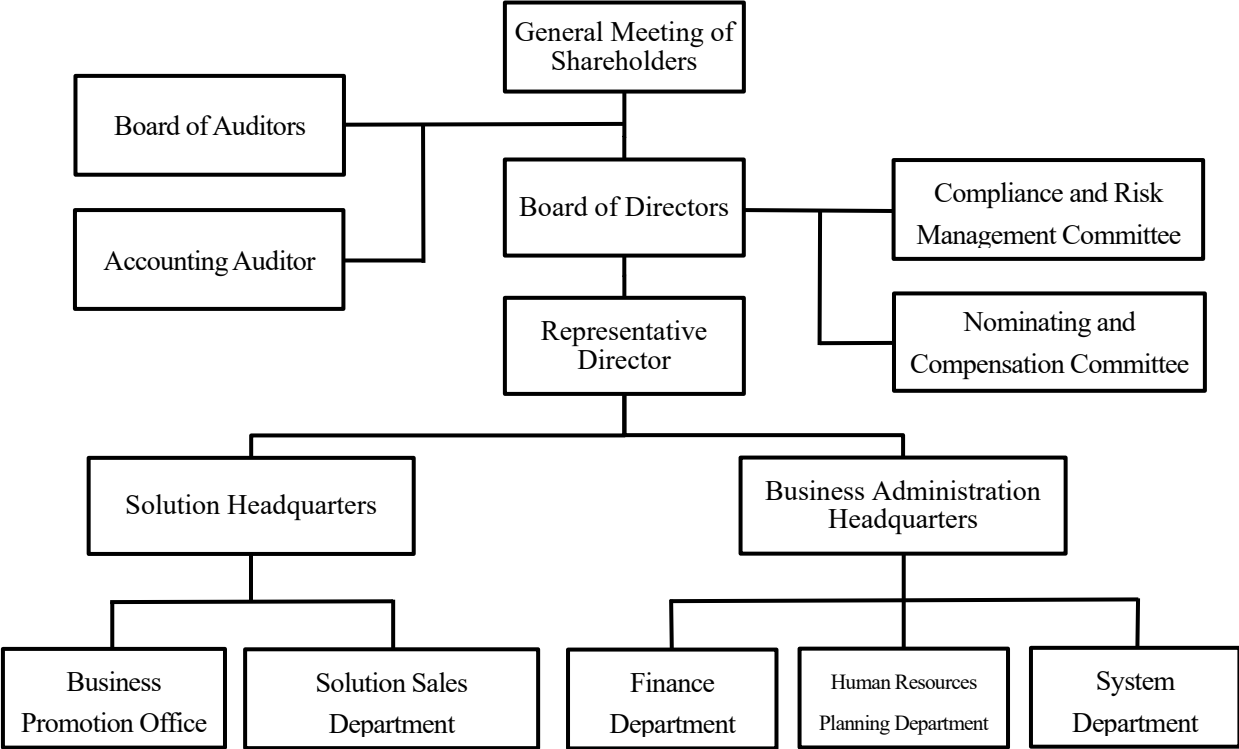 General Meeting of
Shareholders
Board of Auditors
Board of Directors
Compliance and Risk
Management Committee
Accounting Auditor
Representative
Director
Nominating and
Compensation Committee
Solution Headquarters
Business Administration
Headquarters
Business
Promotion Office
Solution Sales
Department
Finance
Department
Human Resources
Planning Department
System
Department